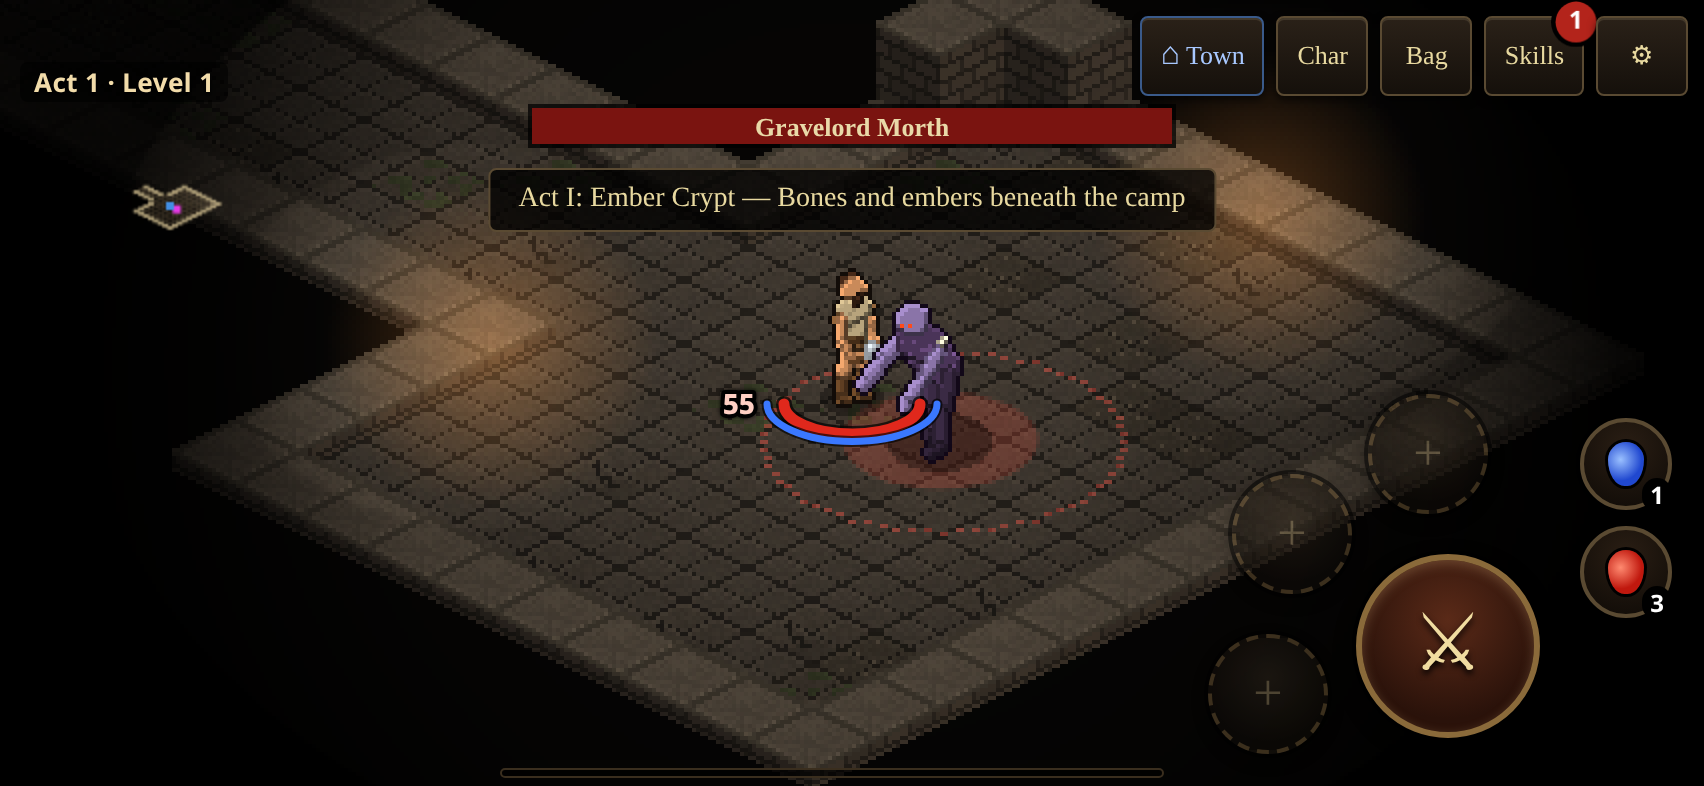 Act 1 · Level 1
⌂ Town
Char
Bag
Skills
1
⚙
Gravelord Morth
Act I: Ember Crypt — Bones and embers beneath the camp
55
1
3